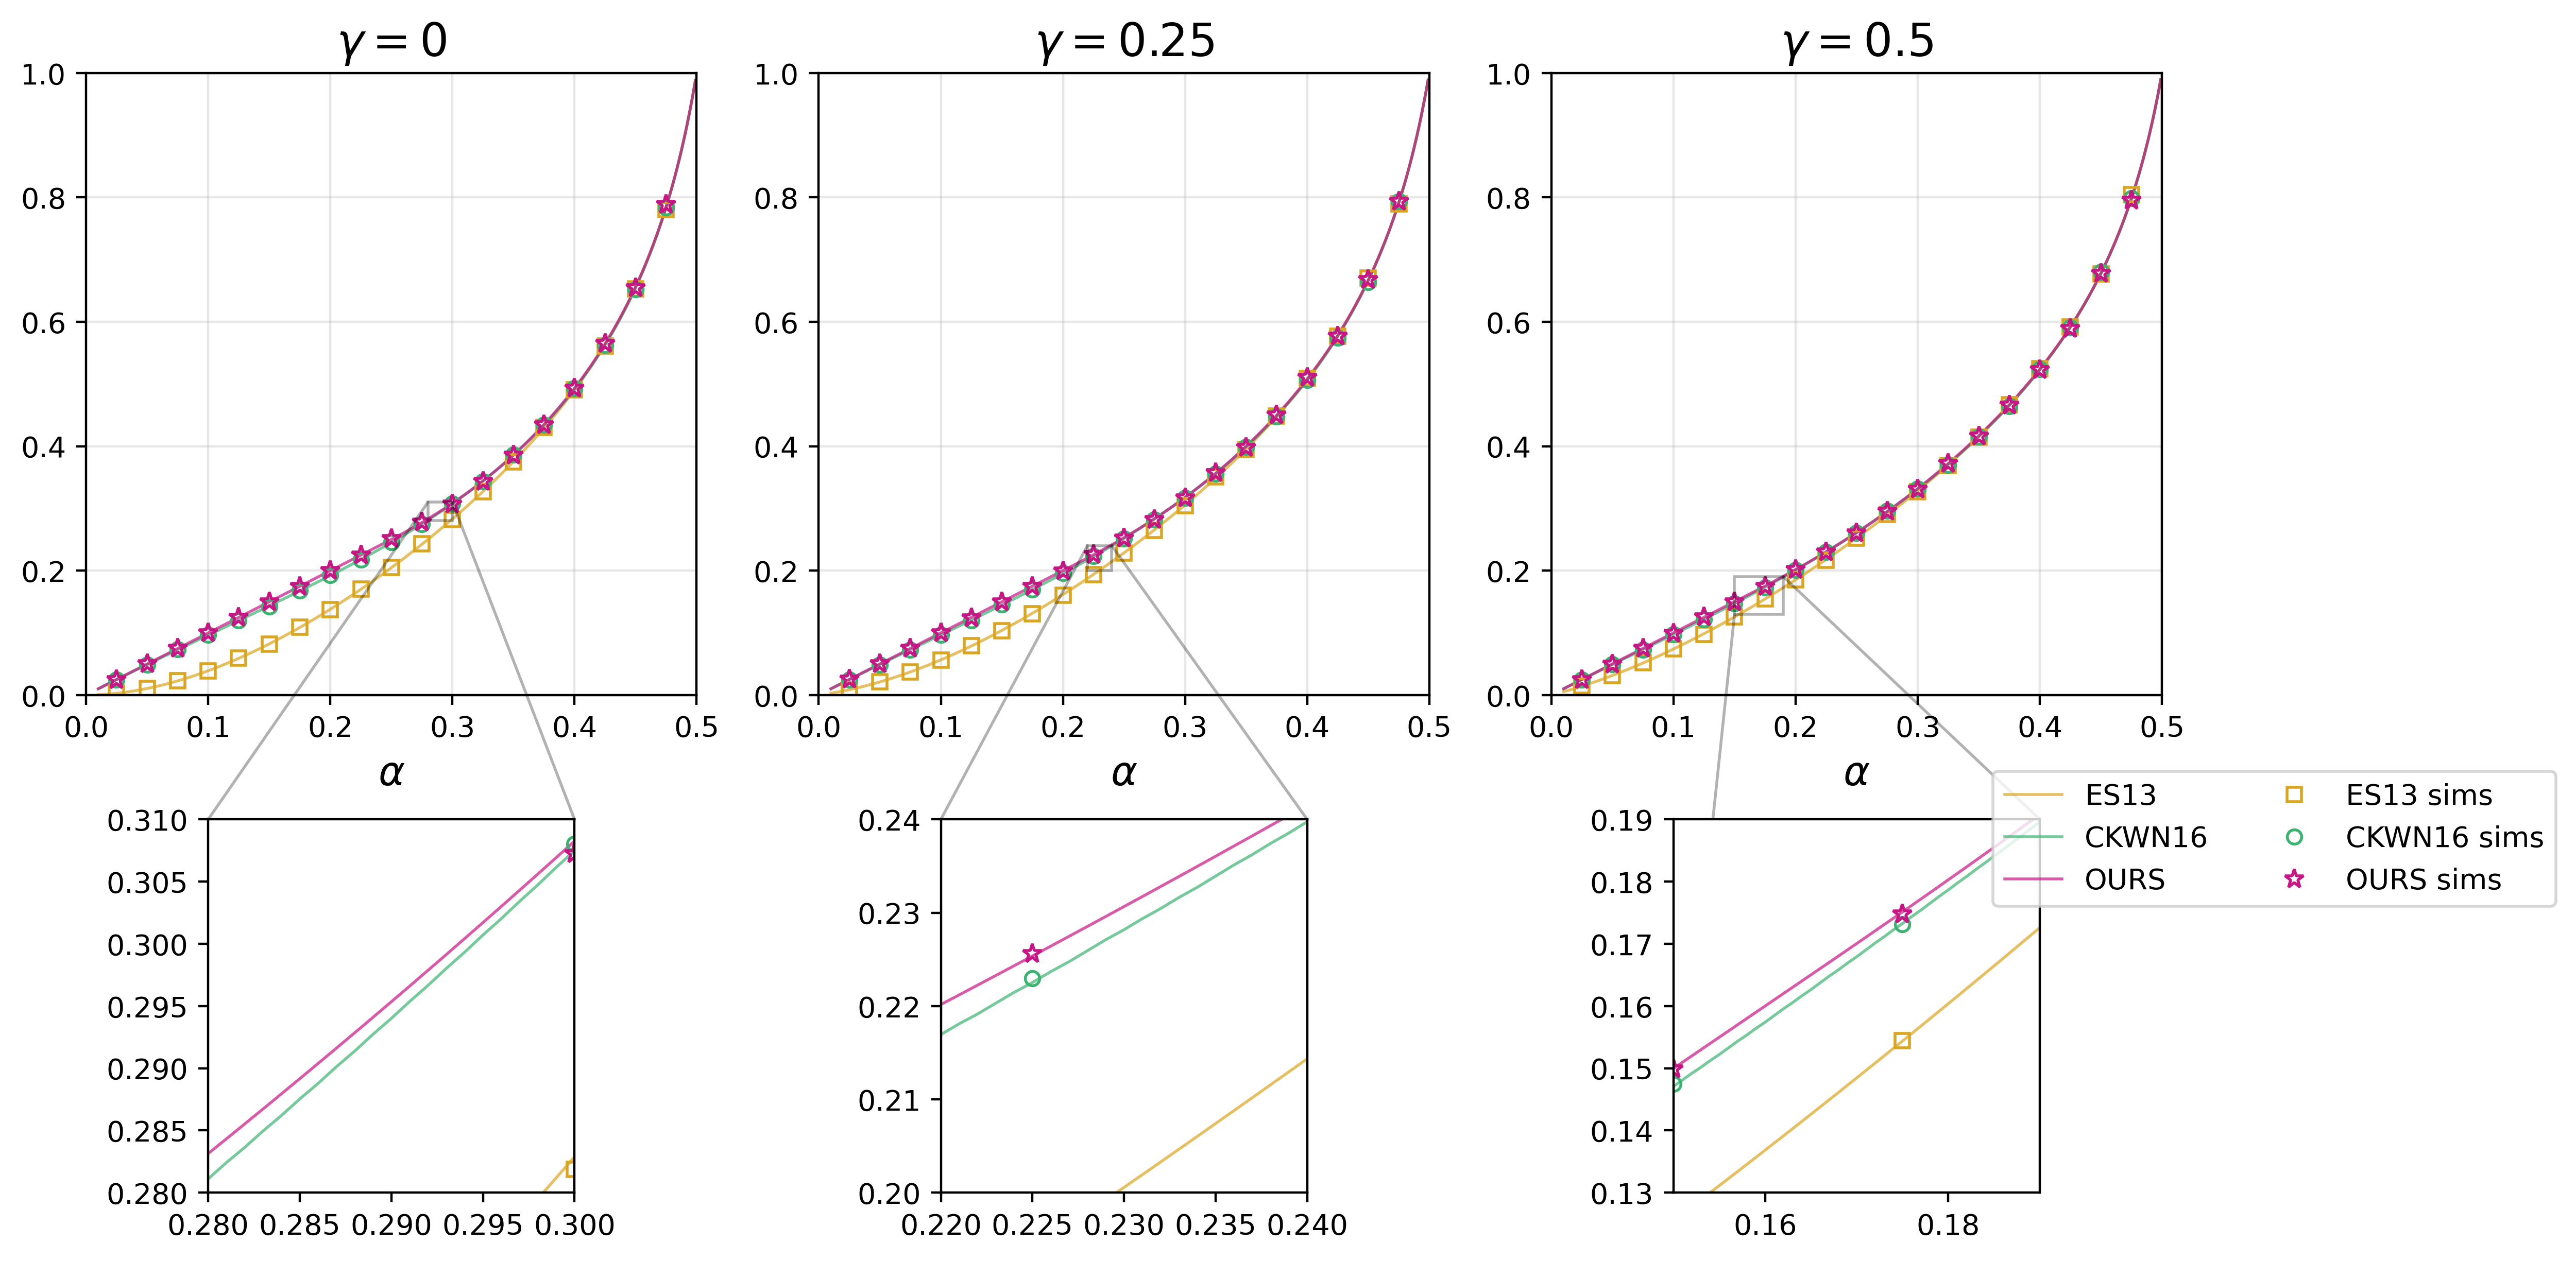 γ = 0
γ = 0.25
γ = 0.5
1.0
0.8
0.6
0.4
0.2
0.0
0.0 0.1 0.2 0.3 0.4 0.5
α
1.0
0.8
0.6
0.4
0.2
0.0
0.0 0.1 0.2 0.3 0.4 0.5
α
1.0
0.8
0.6
0.4
0.2
0.0
0.0 0.1 0.2 0.3 0.4 0.5
α
0.310
0.305
0.300
0.295
0.290
0.285
0.280
0.280 0.285 0.290 0.295 0.300
0.24
0.23
0.22
0.21
0.20
0.220 0.225 0.230 0.235 0.240
0.19
0.18
0.17
0.16
0.15
0.14
0.13
0.16 0.18
ES13
CKWN16
OURS
ES13 sims
CKWN16 sims
OURS sims